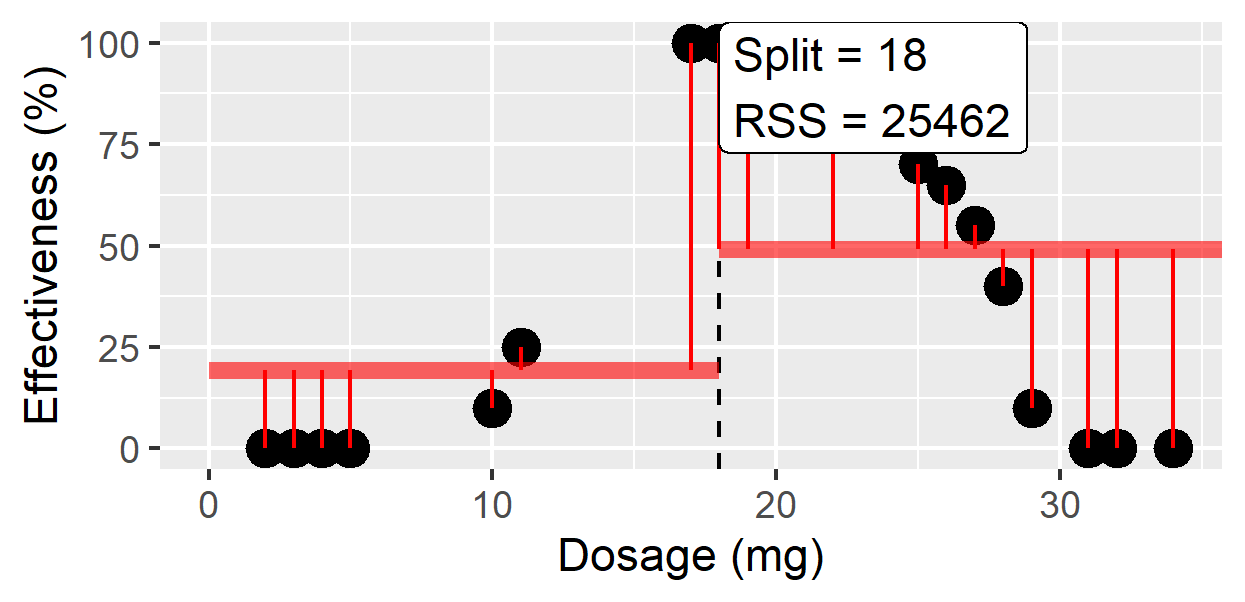 Split = 18
RSS = 25462
Effectiveness (%)
100
75
50
25
0
0 10 20 30
Dosage (mg)